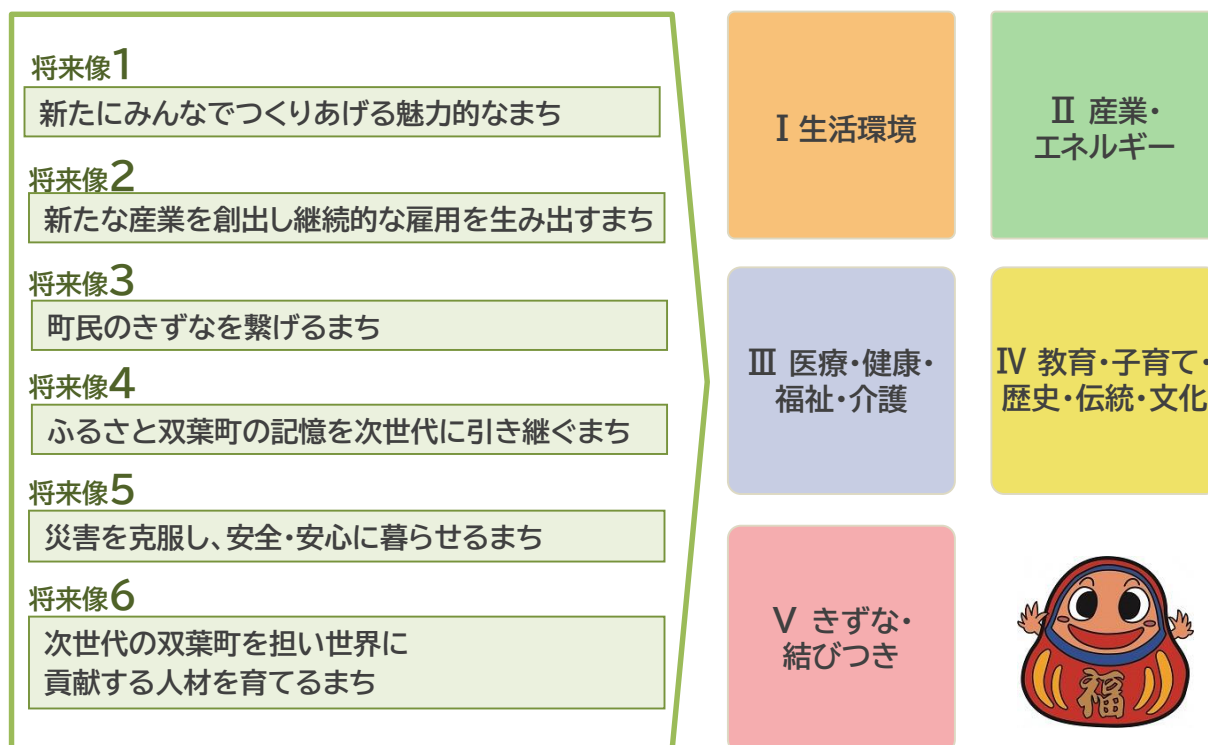 将来像1
新たにみんなでつくりあげる魅力的なまち
将来像2
新たな産業を創出し継続的な雇用を生み出すまち
将来像3
町民のきずなを繋げるまち
将来像4
ふるさと双葉町の記憶を次世代に引き継ぐまち
将来像5
災害を克服し、安全・安心に暮らせるまち
将来像6
次世代の双葉町を担い世界に
貢献する人材を育てるまち
Ⅰ 生活環境
Ⅱ 産業・
エネルギー
Ⅲ 医療・健康・
福祉・介護
Ⅳ 教育・子育て・
歴史・伝統・文化
Ⅴ きずな・
結びつき
福